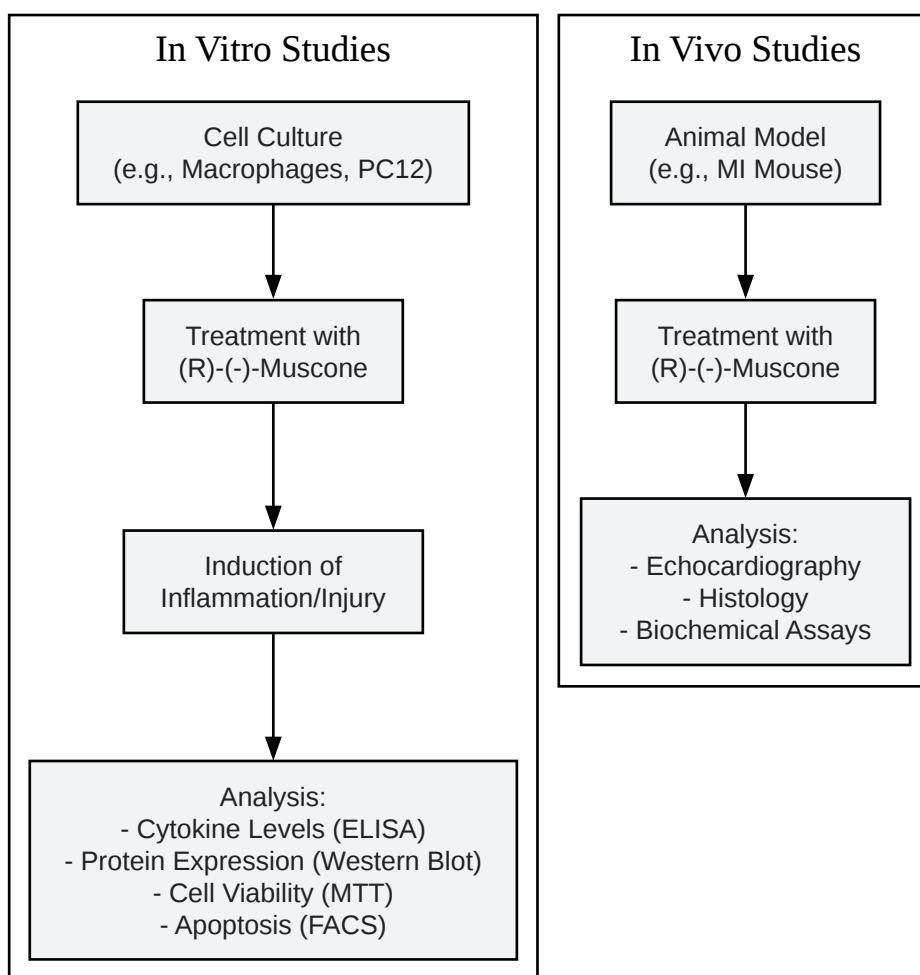 In Vitro Studies
Cell Culture
(e.g., Macrophages, PC12)
Treatment with
(R)-(-)-Muscone
Induction of
Inflammation/Injury
Analysis:
- Cytokine Levels (ELISA)
- Protein Expression (Western Blot)
- Cell Viability (MTT)
- Apoptosis (FACS)
In Vivo Studies
Animal Model
(e.g., MI Mouse)
Treatment with
(R)-(-)-Muscone
Analysis:
- Echocardiography
- Histology
- Biochemical Assays